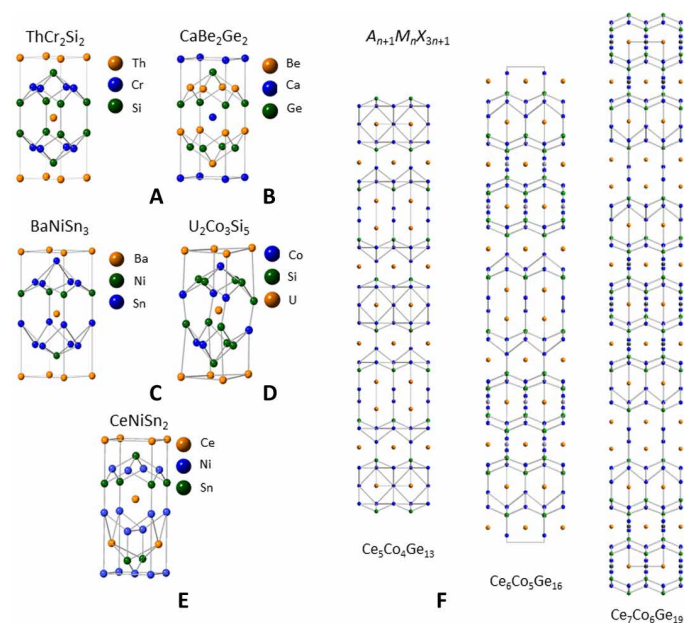 ThCr₂Si₂
Th
Cr
Si
A
CaBe₂Ge₂
Be
Ca
Ge
B
BaNiSn₃
Ba
Ni
Sn
C
U₂Co₃Si₅
Co
Si
U
D
CeNiSn₂
Ce
Ni
Sn
E
Aₙ₊₁MₙX₃ₙ₊₁
Ce₅Co₄Ge₁₃
Ce₆Co₅Ge₁₆
Ce₇Co₆Ge₁₉
F